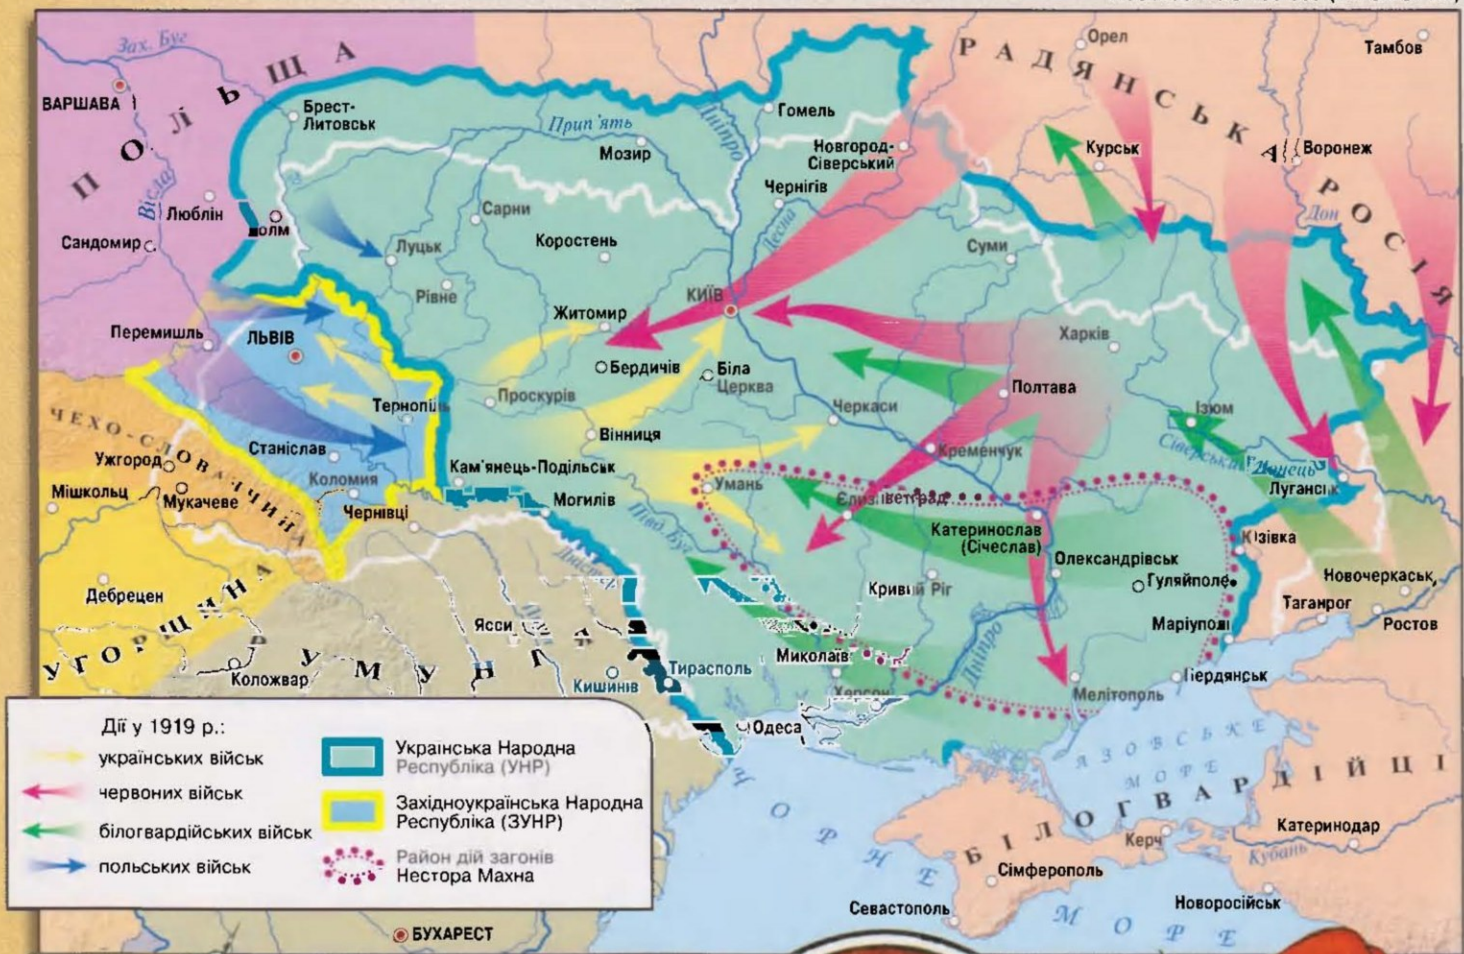 ПОЛЬЩА
РАДЯНСЬКА РОСІЯ
Орел
Тамбов
Зах. Буг
ВАРШАВА
Брест-
Литовськ
Прип'ять
Мозир
Дніпро
Гомель
Новгород-
Сіверський
Курськ
Воронеж
Дон
Вісла
Люблін
Сандомир
Сарни
Луцьк
Рівне
Коростень
Чернігів
Десна
Суми
КИЇВ
Житомир
Перемишль
ЛЬВІВ
Бердичів
Біла
Церква
Харків
Полтава
Проскурів
Тернопіль
Черкаси
Ізюм
ЧЕХО-СЛОВАЧЧИНА
Ужгород
Мукачеве
Мішкольц
Станіслав
Коломия
Чернівці
Вінниця
Кременчук
Сіверський Донець
Луганськ
Кам'янець-Подільськ
Могилів
Умань
Півд. Буг
Єлизаветград
Катеринослав
(Січеслав)
Олександрівськ
Гуляйполе
Дністер
Дебрецен
Кривий Ріг
Новочеркаськ
Таганрог
Ростов
Маріуполь
УГОРЩИНА
РУМУНІЯ
Ясси
Коложвар
Кишинів
Тирасполь
Миколаїв
Херсон
Дніпро
Мелітополь
Бердянськ
Одеса
АЗОВСЬКЕ
МОРЕ
БІЛОГВАРДІЙЦІ
ЧОРНЕ
МОРЕ
Керч
Катеринодар
Кубань
Сімферополь
Севастополь
Новоросійськ
БУХАРЕСТ
Дії у 1919 р.:
українських військ
червоних військ
білогвардійських військ
польських військ
Українська Народна
Республіка (УНР)
Західноукраїнська Народна
Республіка (ЗУНР)
Район дій загонів
Нестора Махна